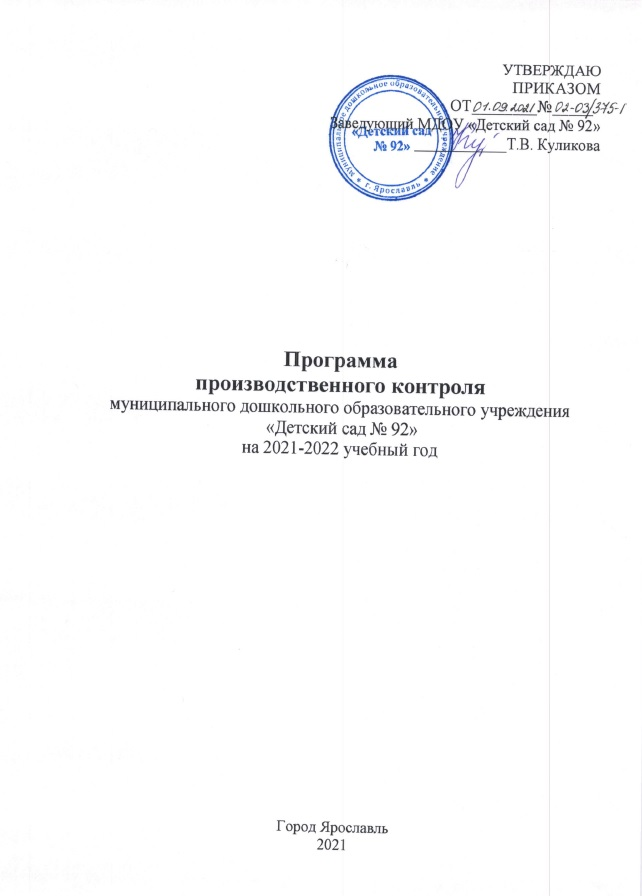 УТВЕРЖДАЮ
ПРИКАЗОМ
ОТ 01.09.2021 № 02-03/345-1
Заведующий МДОУ «Детский сад № 92»
____________Т.В. Куликова
муниципальное дошкольное образовательное учреждение
«Детский сад
№ 92»
г. Ярославль
Программа
производственного контроля
муниципального дошкольного образовательного учреждения
«Детский сад № 92»
на 2021-2022 учебный год
Город Ярославль
2021